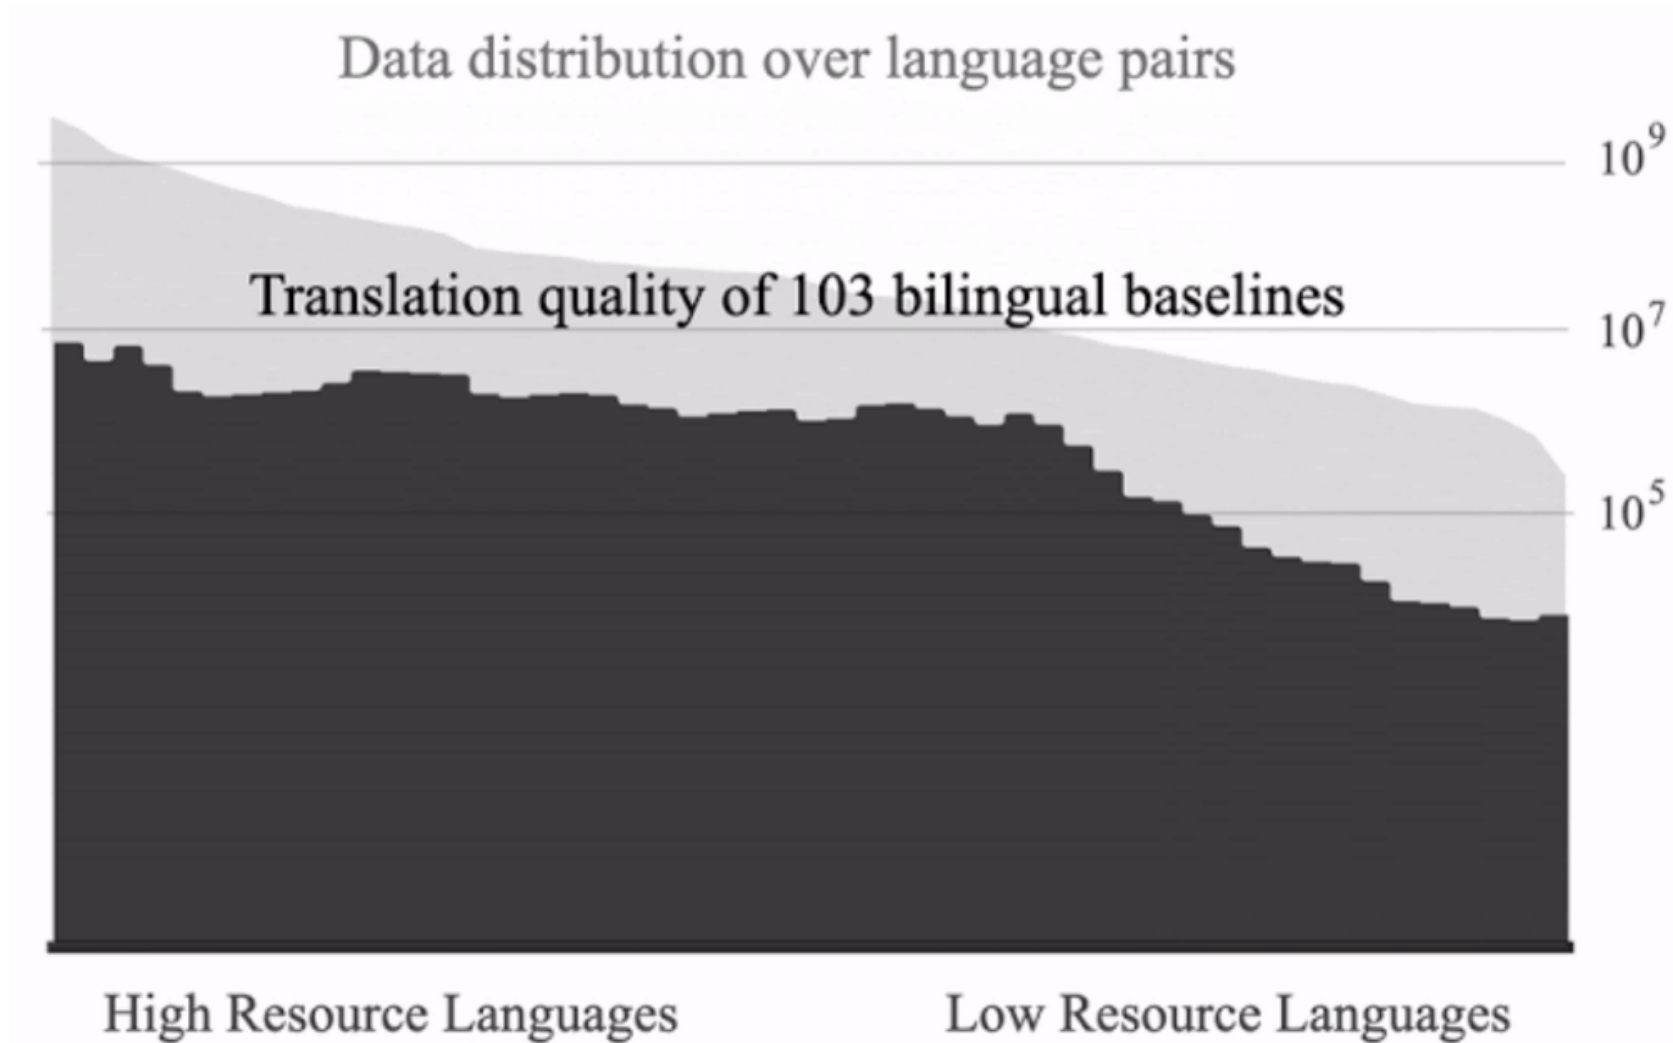 Data distribution over language pairs
10⁹
Translation quality of 103 bilingual baselines
10⁷
10⁵
High Resource Languages
Low Resource Languages